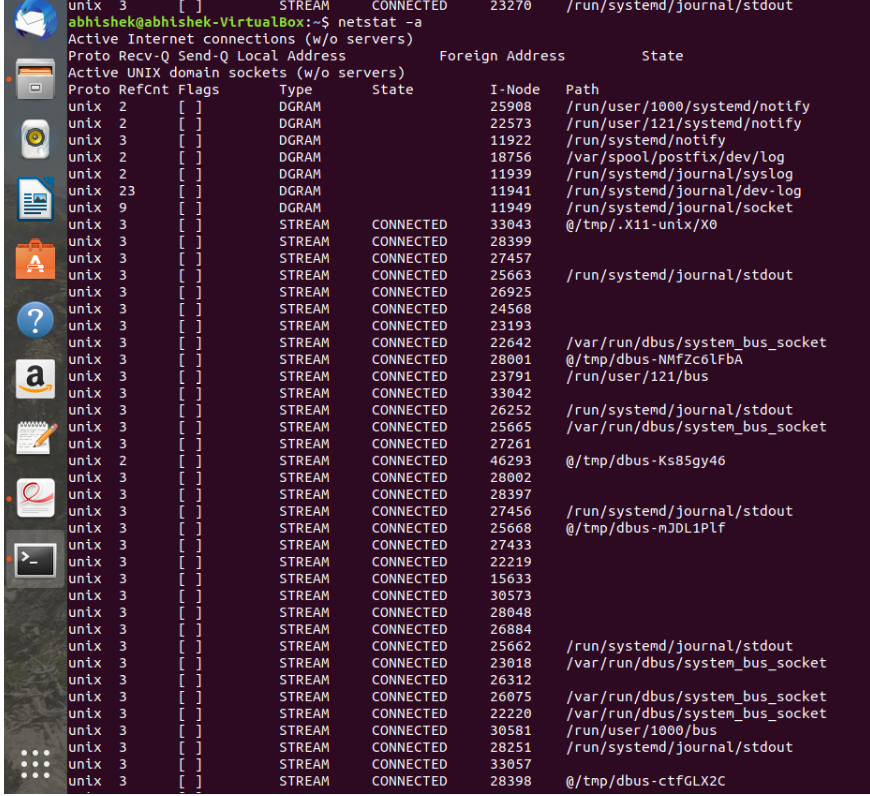 unix 3 [ ] STREAM CONNECTED 23270 /run/systemd/journal/stdout
abhishek@abhishek-VirtualBox:~$ netstat -a
Active Internet connections (w/o servers)
Proto Recv-Q Send-Q Local Address Foreign Address State
Active UNIX domain sockets (w/o servers)
Proto RefCnt Flags Type State I-Node Path
unix 2 [ ] DGRAM 25908 /run/user/1000/systemd/notify
unix 2 [ ] DGRAM 22573 /run/user/121/systemd/notify
unix 3 [ ] DGRAM 11922 /run/systemd/notify
unix 2 [ ] DGRAM 18756 /var/spool/postfix/dev/log
unix 2 [ ] DGRAM 11939 /run/systemd/journal/syslog
unix 23 [ ] DGRAM 11941 /run/systemd/journal/dev-log
unix 9 [ ] DGRAM 11949 /run/systemd/journal/socket
unix 3 [ ] STREAM CONNECTED 33043 @/tmp/.X11-unix/X0
unix 3 [ ] STREAM CONNECTED 28399
unix 3 [ ] STREAM CONNECTED 27457
unix 3 [ ] STREAM CONNECTED 25663 /run/systemd/journal/stdout
unix 3 [ ] STREAM CONNECTED 26925
unix 3 [ ] STREAM CONNECTED 24568
unix 3 [ ] STREAM CONNECTED 23193
unix 3 [ ] STREAM CONNECTED 22642 /var/run/dbus/system_bus_socket
unix 3 [ ] STREAM CONNECTED 28001 @/tmp/dbus-NMfZc6lFbA
unix 3 [ ] STREAM CONNECTED 23791 /run/user/121/bus
unix 3 [ ] STREAM CONNECTED 33042
unix 3 [ ] STREAM CONNECTED 26252 /run/systemd/journal/stdout
unix 3 [ ] STREAM CONNECTED 25665 /var/run/dbus/system_bus_socket
unix 3 [ ] STREAM CONNECTED 27261
unix 2 [ ] STREAM CONNECTED 46293 @/tmp/dbus-Ks85gy46
unix 3 [ ] STREAM CONNECTED 28002
unix 3 [ ] STREAM CONNECTED 28397
unix 3 [ ] STREAM CONNECTED 27456 /run/systemd/journal/stdout
unix 3 [ ] STREAM CONNECTED 25668 @/tmp/dbus-mJDL1Plf
unix 3 [ ] STREAM CONNECTED 27433
unix 3 [ ] STREAM CONNECTED 22219
unix 3 [ ] STREAM CONNECTED 15633
unix 3 [ ] STREAM CONNECTED 30573
unix 3 [ ] STREAM CONNECTED 28048
unix 3 [ ] STREAM CONNECTED 26884
unix 3 [ ] STREAM CONNECTED 25662 /run/systemd/journal/stdout
unix 3 [ ] STREAM CONNECTED 23018 /var/run/dbus/system_bus_socket
unix 3 [ ] STREAM CONNECTED 26312
unix 3 [ ] STREAM CONNECTED 26075 /var/run/dbus/system_bus_socket
unix 3 [ ] STREAM CONNECTED 22220 /var/run/dbus/system_bus_socket
unix 3 [ ] STREAM CONNECTED 30581 /run/user/1000/bus
unix 3 [ ] STREAM CONNECTED 28251 /run/systemd/journal/stdout
unix 3 [ ] STREAM CONNECTED 33057
unix 3 [ ] STREAM CONNECTED 28398 @/tmp/dbus-ctfGLX2C